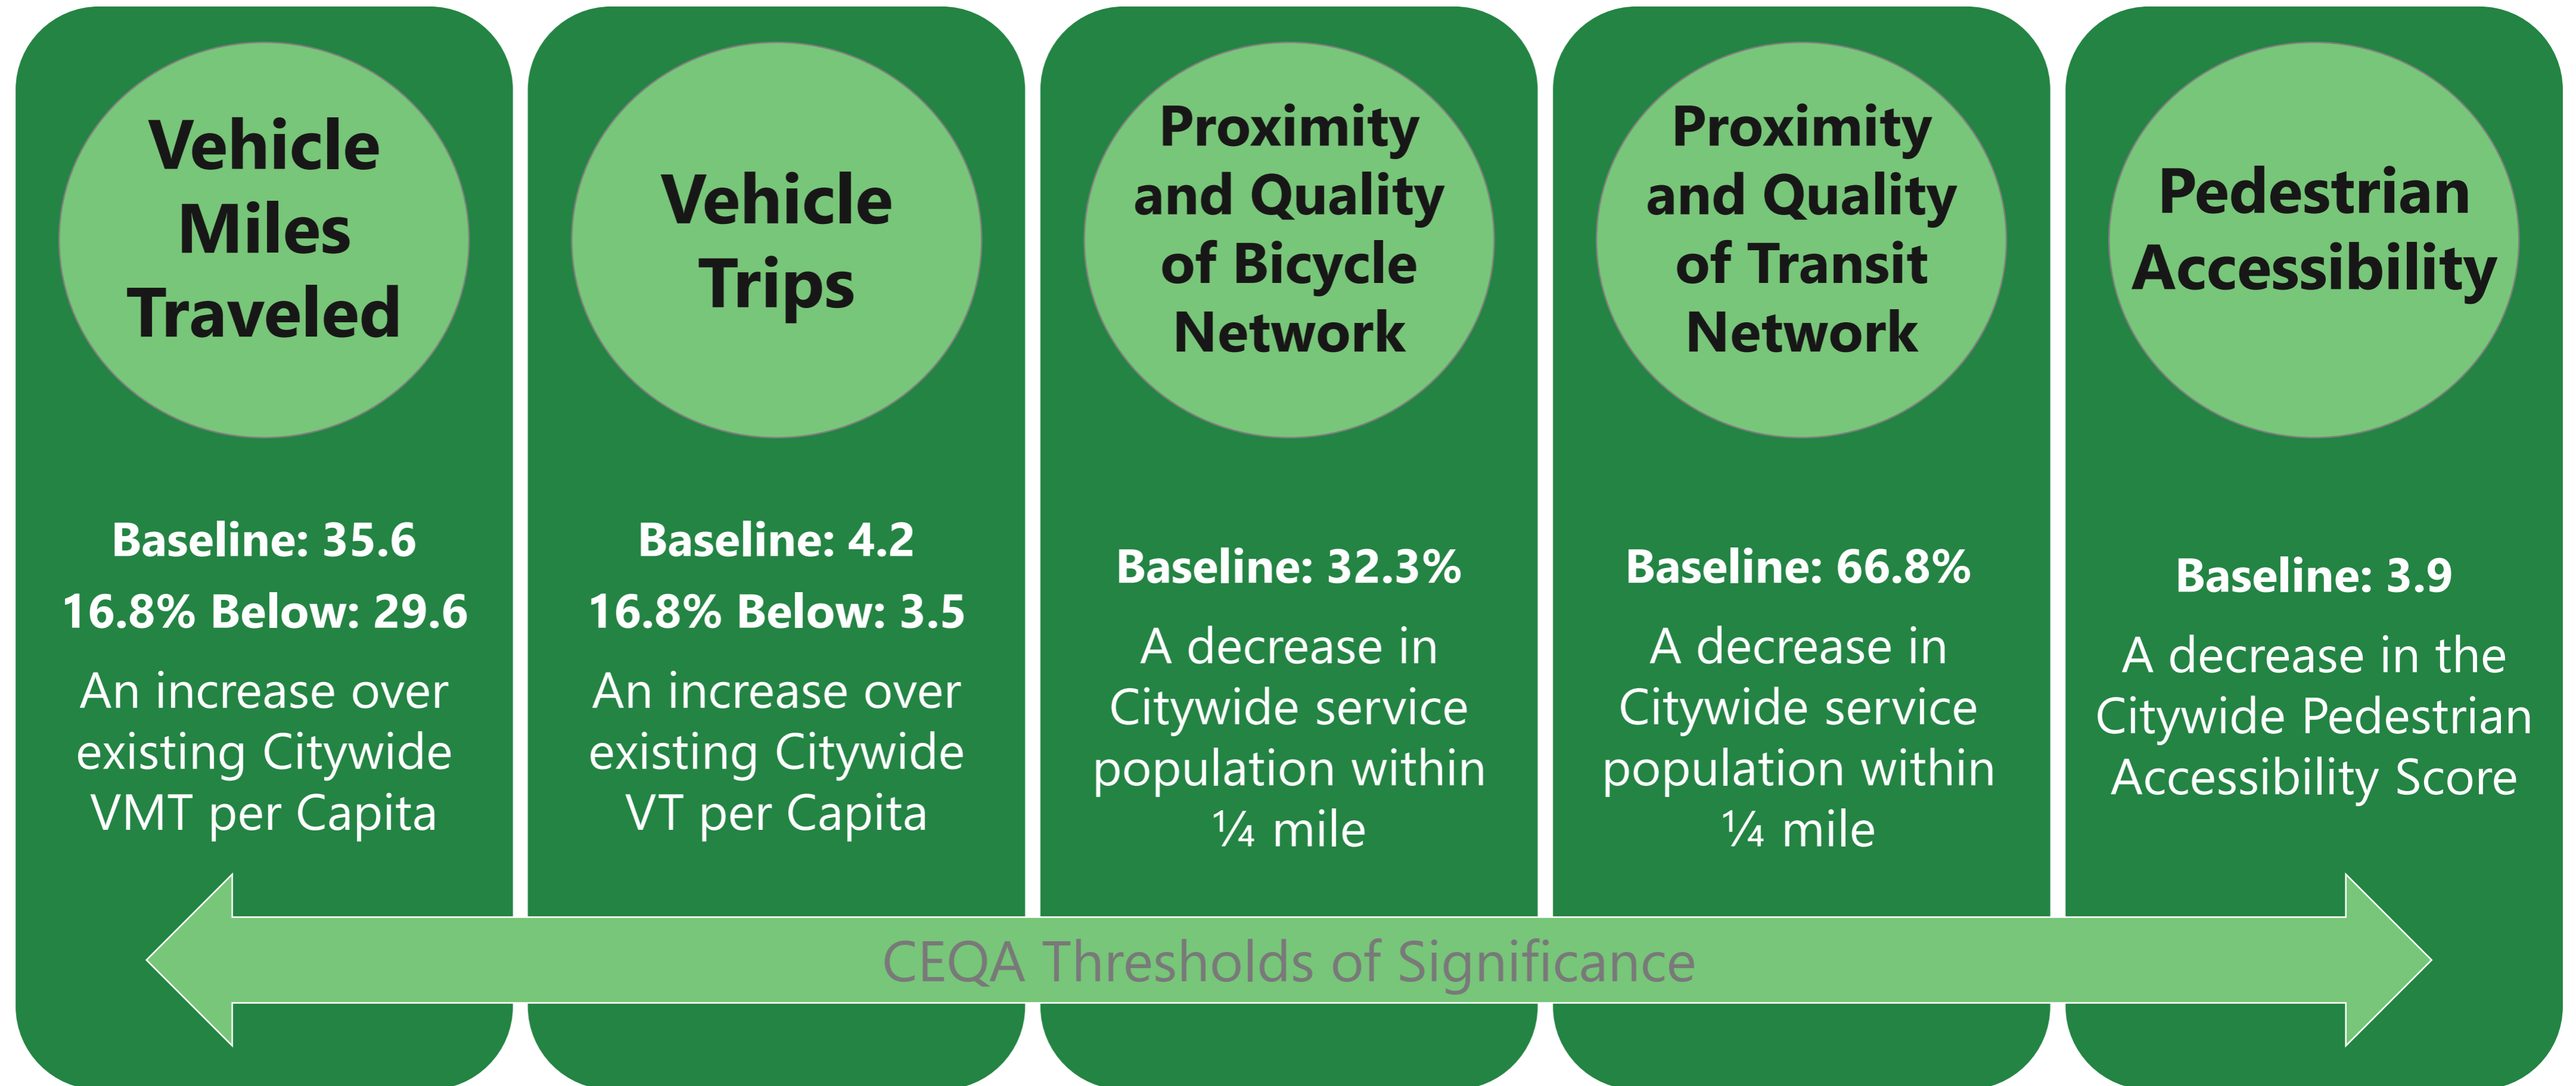 Vehicle
Miles
Traveled
Baseline: 35.6
16.8% Below: 29.6
An increase over
existing Citywide
VMT per Capita
Vehicle
Trips
Baseline: 4.2
16.8% Below: 3.5
An increase over
existing Citywide
VT per Capita
Proximity
and Quality
of Bicycle
Network
Baseline: 32.3%
A decrease in
Citywide service
population within
¼ mile
Proximity
and Quality
of Transit
Network
Baseline: 66.8%
A decrease in
Citywide service
population within
¼ mile
Pedestrian
Accessibility
Baseline: 3.9
A decrease in the
Citywide Pedestrian
Accessibility Score
CEQA Thresholds of Significance